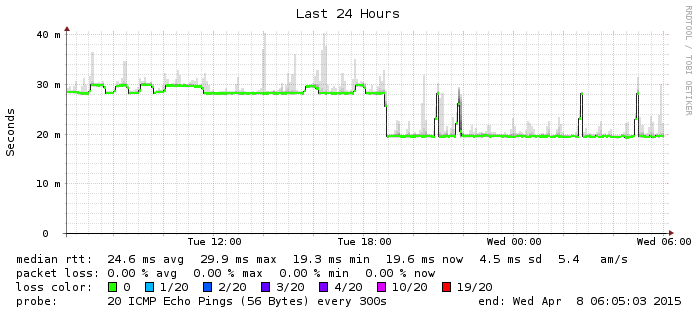 Last 24 Hours
RRDTOOL / TOBI OETIKER
Seconds
40 m
30 m
20 m
10 m
0
Tue 12:00 Tue 18:00 Wed 00:00 Wed 06:00
median rtt: 24.6 ms avg 29.9 ms max 19.3 ms min 19.6 ms now 4.5 ms sd 5.4 am/s
packet loss: 0.00 % avg 0.00 % max 0.00 % min 0.00 % now
loss color: 0 1/20 2/20 3/20 4/20 10/20 19/20
probe: 20 ICMP Echo Pings (56 Bytes) every 300s end: Wed Apr 8 06:05:03 2015